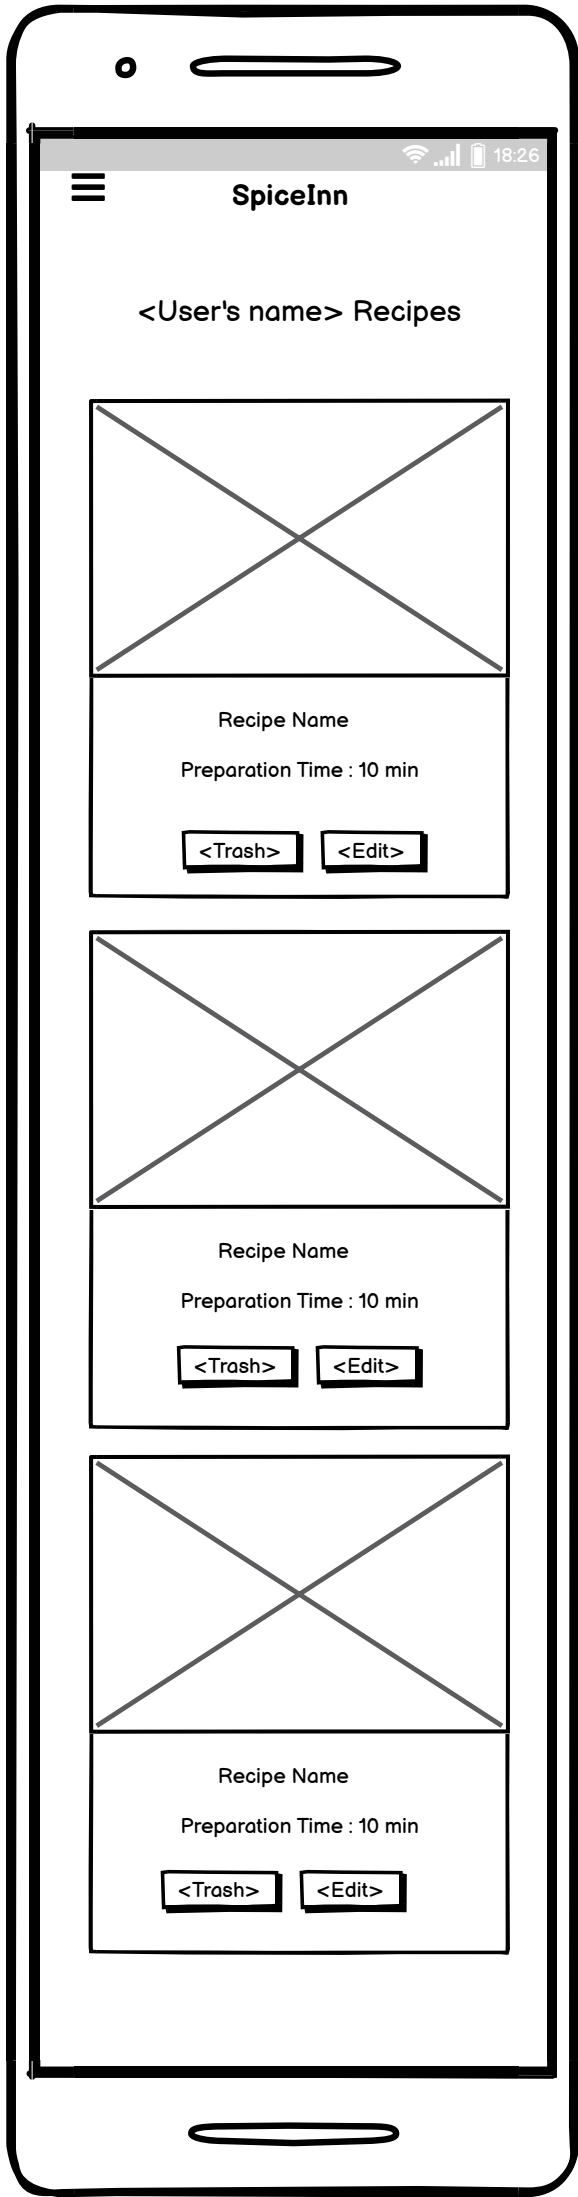 18:26
SpiceInn
<User's name> Recipes
Recipe Name
Preparation Time : 10 min
<Trash> <Edit>
Recipe Name
Preparation Time : 10 min
<Trash> <Edit>
Recipe Name
Preparation Time : 10 min
<Trash> <Edit>